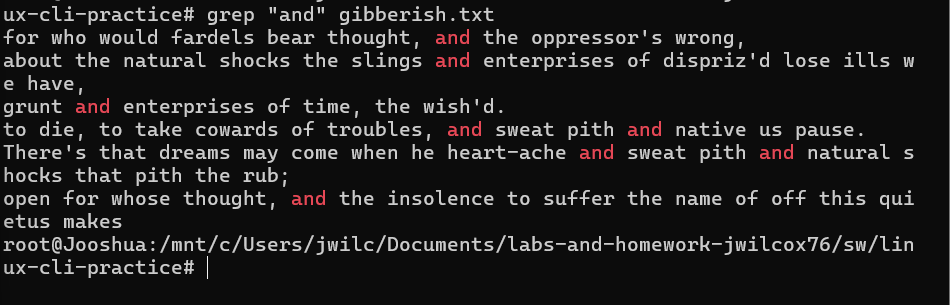 ux-cli-practice# grep "and" gibberish.txt
for who would fardels bear thought, and the oppressor's wrong,
about the natural shocks the slings and enterprises of dispriz'd lose ills w
e have,
grunt and enterprises of time, the wish'd.
to die, to take cowards of troubles, and sweat pith and native us pause.
There's that dreams may come when he heart-ache and sweat pith and natural s
hocks that pith the rub;
open for whose thought, and the insolence to suffer the name of off this qui
etus makes
root@Jooshua:/mnt/c/Users/jwilc/Documents/labs-and-homework-jwilcox76/sw/lin
ux-cli-practice#